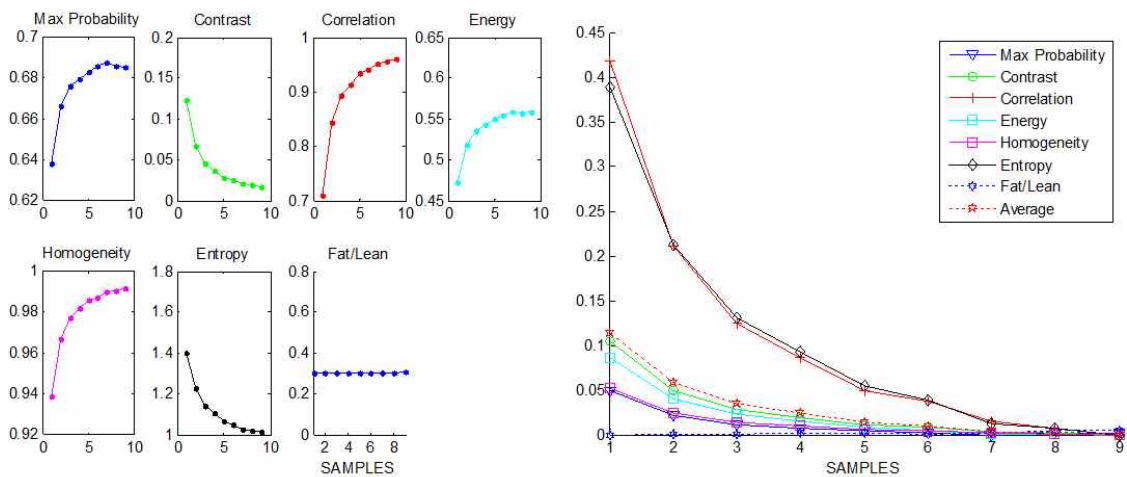 Max Probability Contrast Correlation Energy
0.7 0.2 1 0.65
0.68 0.15 0.9 0.6
0.66 0.1 0.55
0.64 0.05 0.8 0.5
0.62 0 0.7 0.45
0 5 10 0 5 10 0 5 10 0 5 10
Homogeneity Entropy Fat/Lean
1 1.8 0.8
0.98 1.6 0.6
0.96 1.4 0.4
0.3
0.94 1.2 0.2
0.92 1 0
0 5 10 0 5 10 2 4 6 8
SAMPLES
0.45
0.4
0.35
0.3
0.25
0.2
0.15
0.1
0.05
0
1 2 3 4 5 6 7 8 9
SAMPLES
Max Probability
Contrast
Correlation
Energy
Homogeneity
Entropy
Fat/Lean
Average